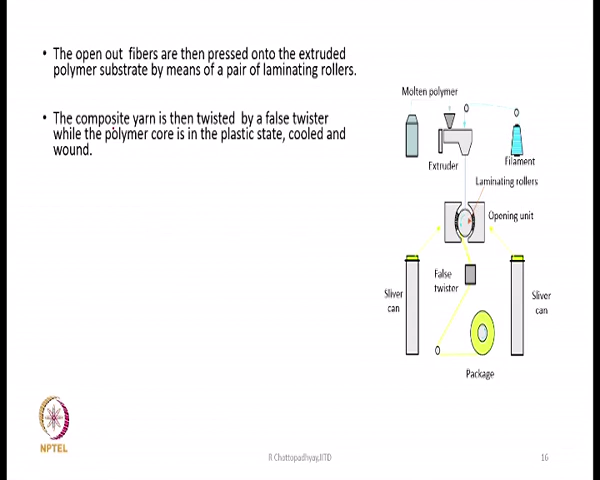 • The open out fibers are then pressed onto the extruded
polymer substrate by means of a pair of laminating rollers.
• The composite yarn is then twisted by a false twister
while the polymer core is in the plastic state, cooled and
wound.
Molten polymer
Extruder
Filament
Laminating rollers
Opening unit
False
twister
Sliver
can
Sliver
can
Package
NPTEL
R Chattopadhyay,IITD
16